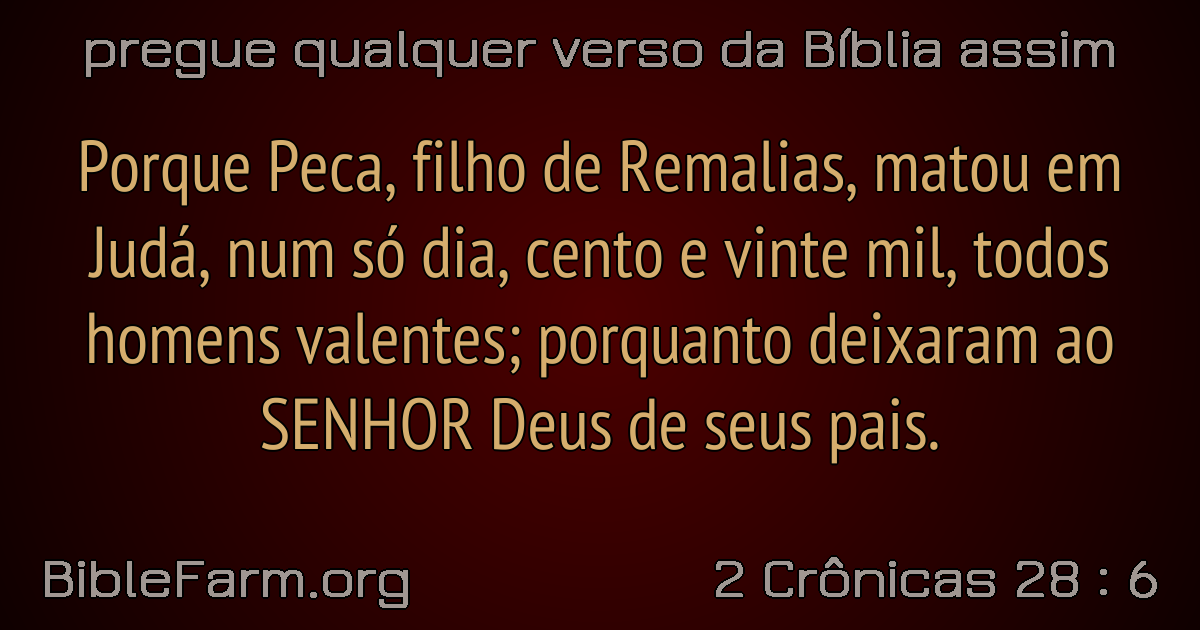 pregue qualquer verso da Bíblia assim
Porque Peca, filho de Remalias, matou em
Judá, num só dia, cento e vinte mil, todos
homens valentes; porquanto deixaram ao
SENHOR Deus de seus pais.
BibleFarm.org
2 Crônicas 28 : 6